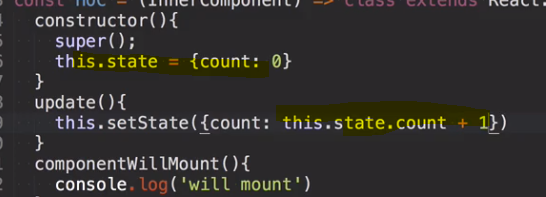 const HOC = (InnerComponent) => class extends React.
constructor(){
super();
this.state = {count: 0}
}
update(){
this.setState({count: this.state.count + 1})
}
componentWillMount(){
console.log('will mount')